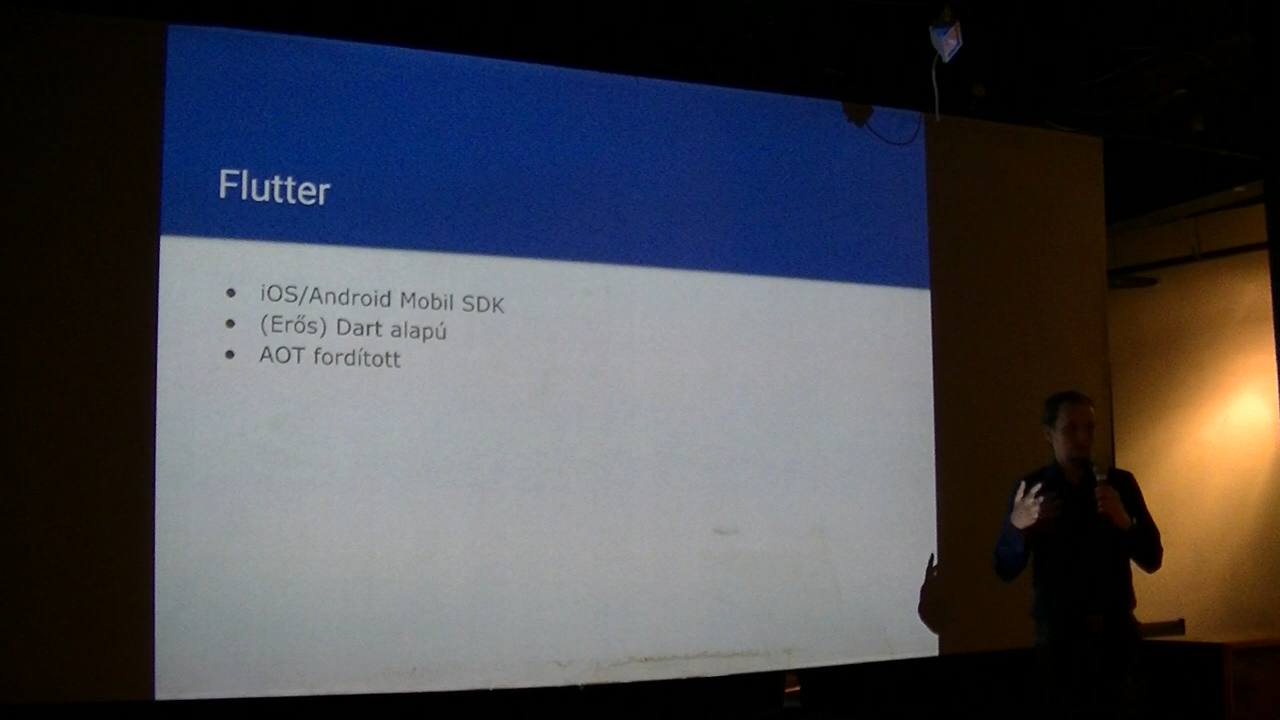 Flutter
• iOS/Android Mobil SDK
• (Erős) Dart alapú
• AOT fordított